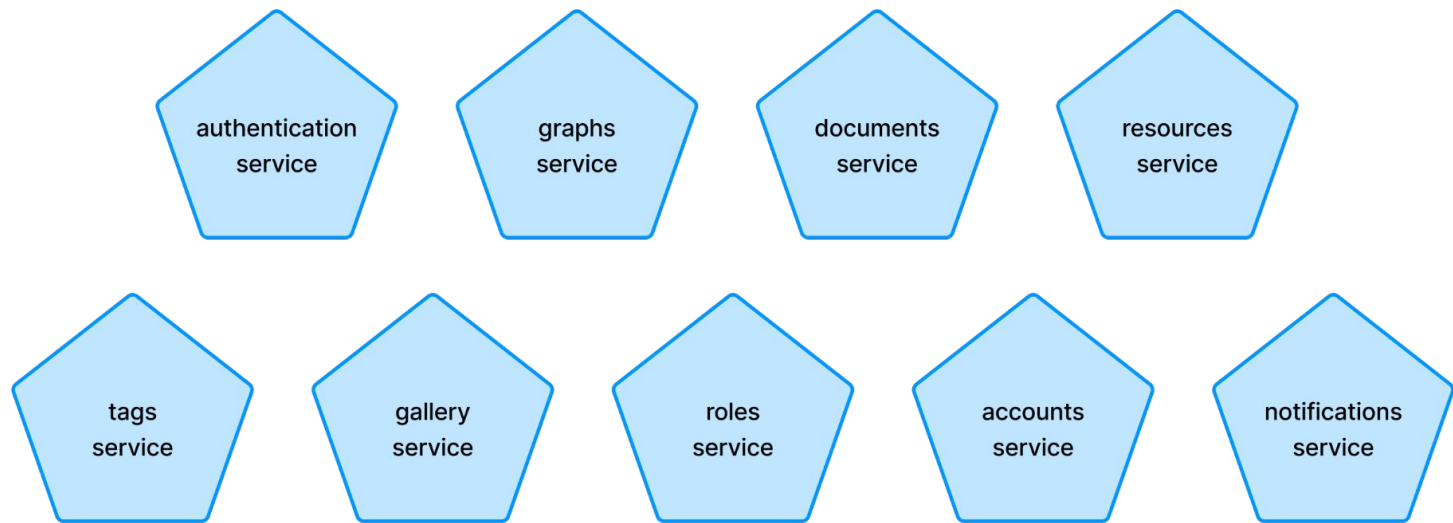 authentication
service
graphs
service
documents
service
resources
service
tags
service
gallery
service
roles
service
accounts
service
notifications
service